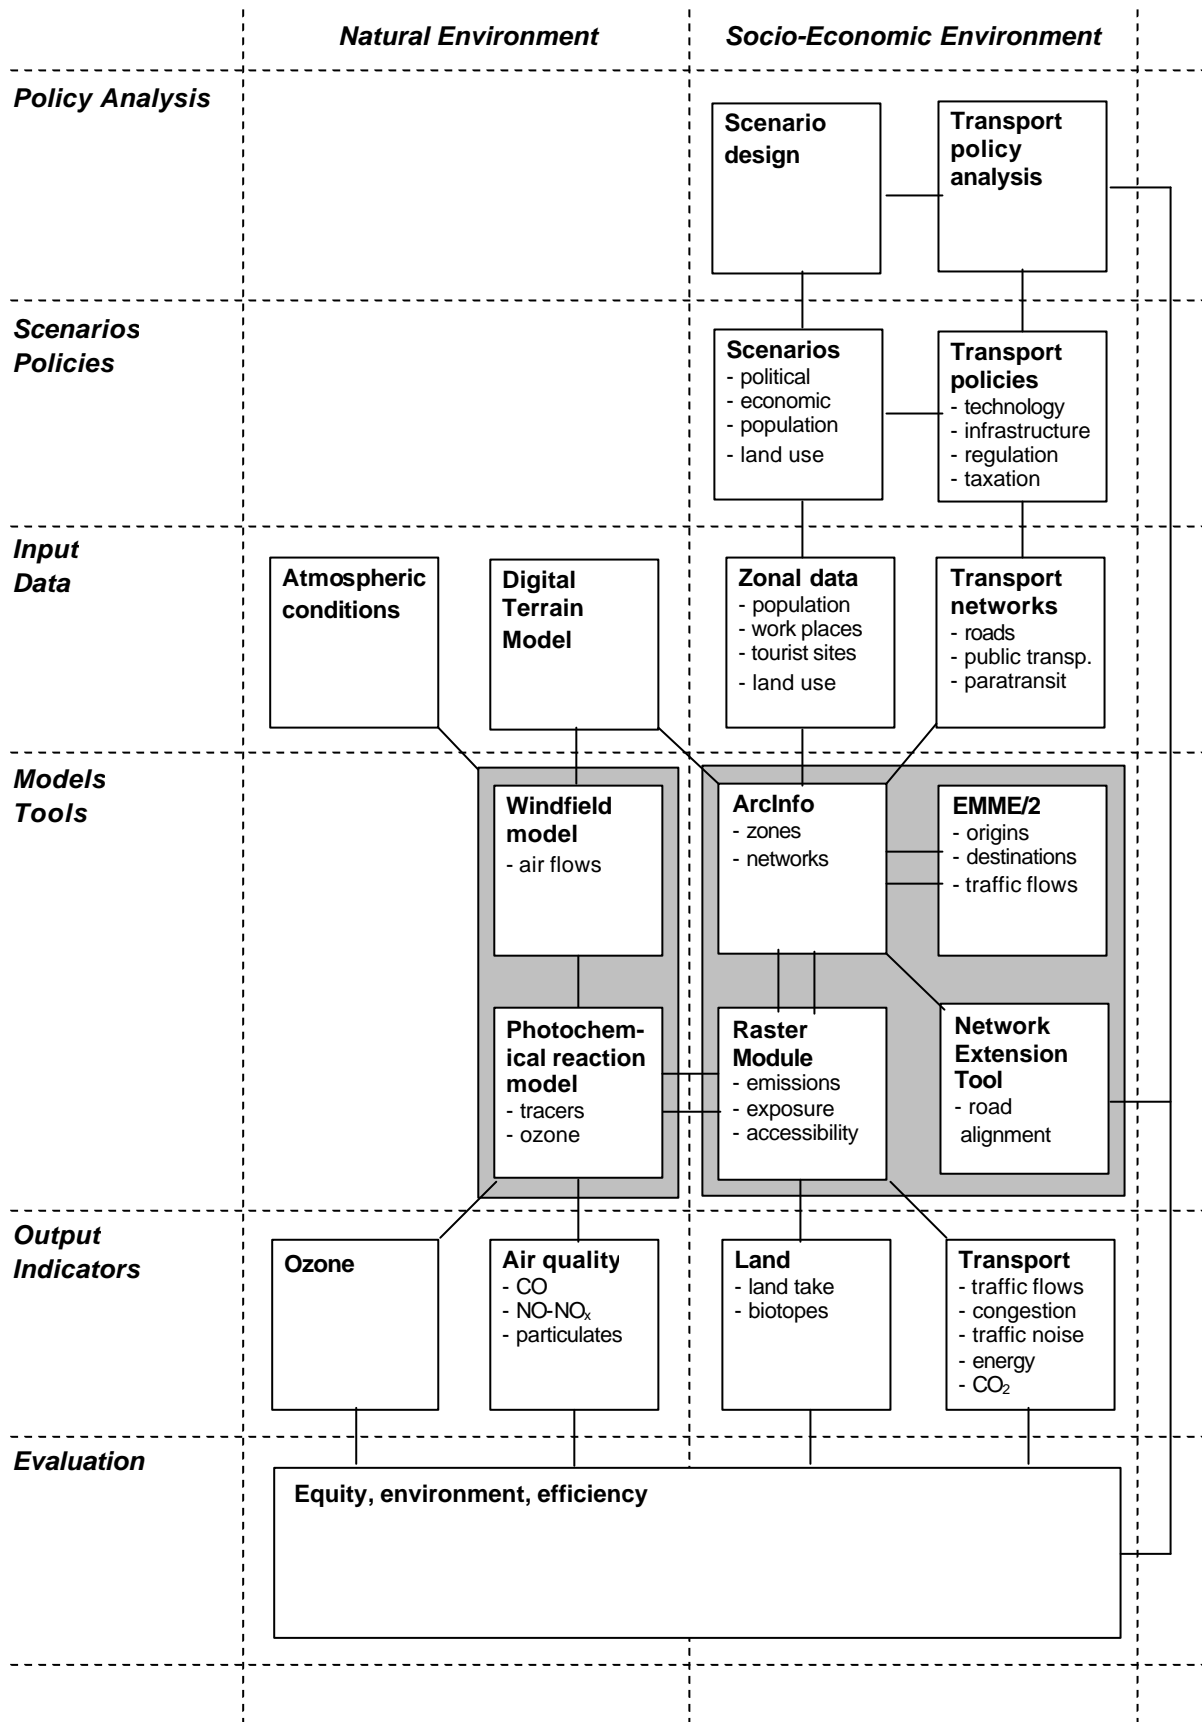 Natural Environment
Socio-Economic Environment
Policy Analysis
Scenario
design
Transport
policy
analysis
Scenarios
Policies
Scenarios
- political
- economic
- population
- land use
Transport
policies
- technology
- infrastructure
- regulation
- taxation
Input
Data
Atmospheric
conditions
Digital
Terrain
Model
Zonal data
- population
- work places
- tourist sites
- land use
Transport
networks
- roads
- public transp.
- paratransit
Models
Tools
Windfield
model
- air flows
ArcInfo
- zones
- networks
EMME/2
- origins
- destinations
- traffic flows
Photochem-
ical reaction
model
- tracers
- ozone
Raster
Module
- emissions
- exposure
- accessibility
Network
Extension
Tool
- road
alignment
Output
Indicators
Ozone
Air quality
- CO
- NO-NOₓ
- particulates
Land
- land take
- biotopes
Transport
- traffic flows
- congestion
- traffic noise
- energy
- CO₂
Evaluation
Equity, environment, efficiency